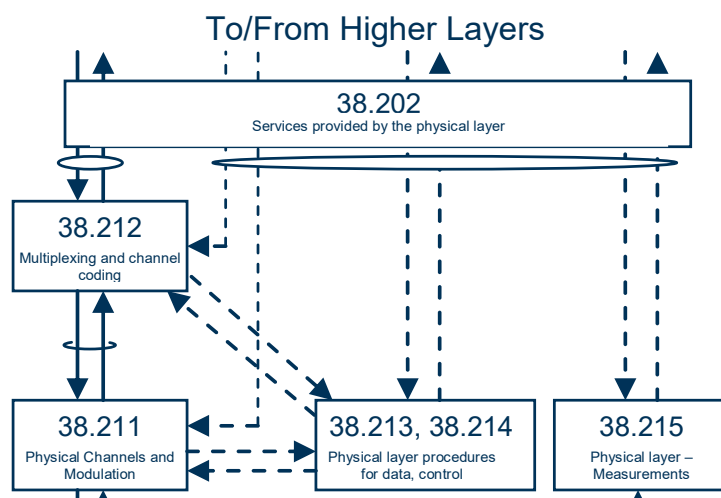 To/From Higher Layers
38.202
Services provided by the physical layer
38.212
Multiplexing and channel
coding
38.211
Physical Channels and
Modulation
38.213, 38.214
Physical layer procedures
for data, control
38.215
Physical layer –
Measurements